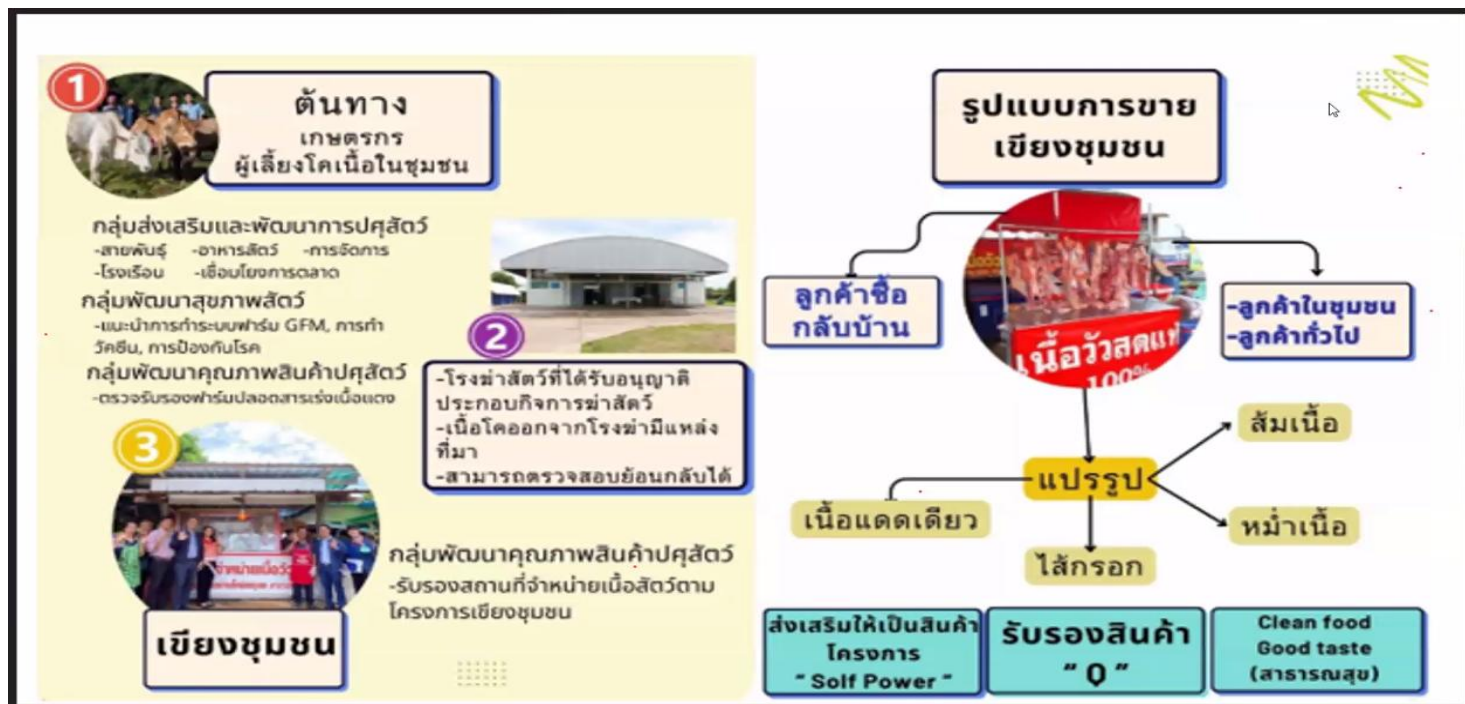 1
ต้นทาง
เกษตรกร
ผู้เลี้ยงโคเนื้อในชุมชน
กลุ่มส่งเสริมและพัฒนาการปศุสัตว์
-สายพันธุ์ -อาหารสัตว์ -การจัดการ
-โรงเรือน -เชื่อมโยงการตลาด
กลุ่มพัฒนาสุขภาพสัตว์
-แนะนำการทำระบบฟาร์ม GFM, การทำ
วัคซีน, การป้องกันโรค
กลุ่มพัฒนาคุณภาพสินค้าปศุสัตว์
-ตรวจรับรองฟาร์มปลอดสารเร่งเนื้อแดง
2
-โรงฆ่าสัตว์ที่ได้รับอนุญาติ
ประกอบกิจการฆ่าสัตว์
-เนื้อโคออกจากโรงฆ่ามีแหล่ง
ที่มา
-สามารถตรวจสอบย้อนกลับได้
3
จำหน่ายเนื้อวัว
เขียงชุมชน
กลุ่มพัฒนาคุณภาพสินค้าปศุสัตว์
-รับรองสถานที่จำหน่ายเนื้อสัตว์ตาม
โครงการเขียงชุมชน
รูปแบบการขาย
เขียงชุมชน
ลูกค้าซื้อ
กลับบ้าน
เนื้อวัวสดแท้
100%
-ลูกค้าในชุมชน
-ลูกค้าทั่วไป
แปรรูป
ส้มเนื้อ
เนื้อแดดเดียว
หม่ำเนื้อ
ไส้กรอก
ส่งเสริมให้เป็นสินค้า
โครงการ
“ Solf Power ”
รับรองสินค้า
“ Q ”
Clean food
Good taste
(สาธารณสุข)